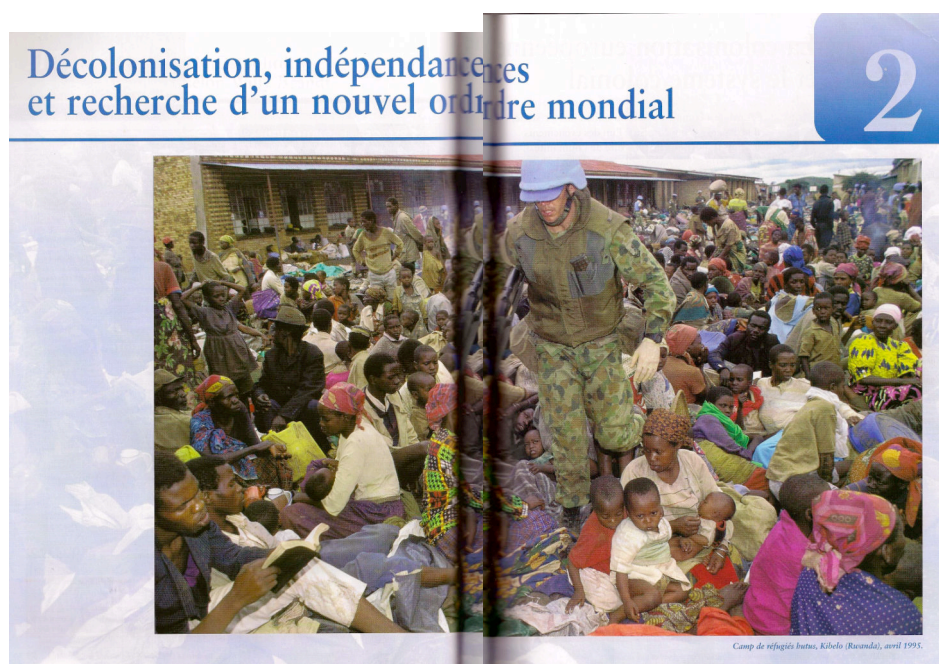 Décolonisation, indépendances
et recherche d'un nouvel ordre mondial
2
Camp de réfugiés hutus, Kibelo (Rwanda), avril 1995.